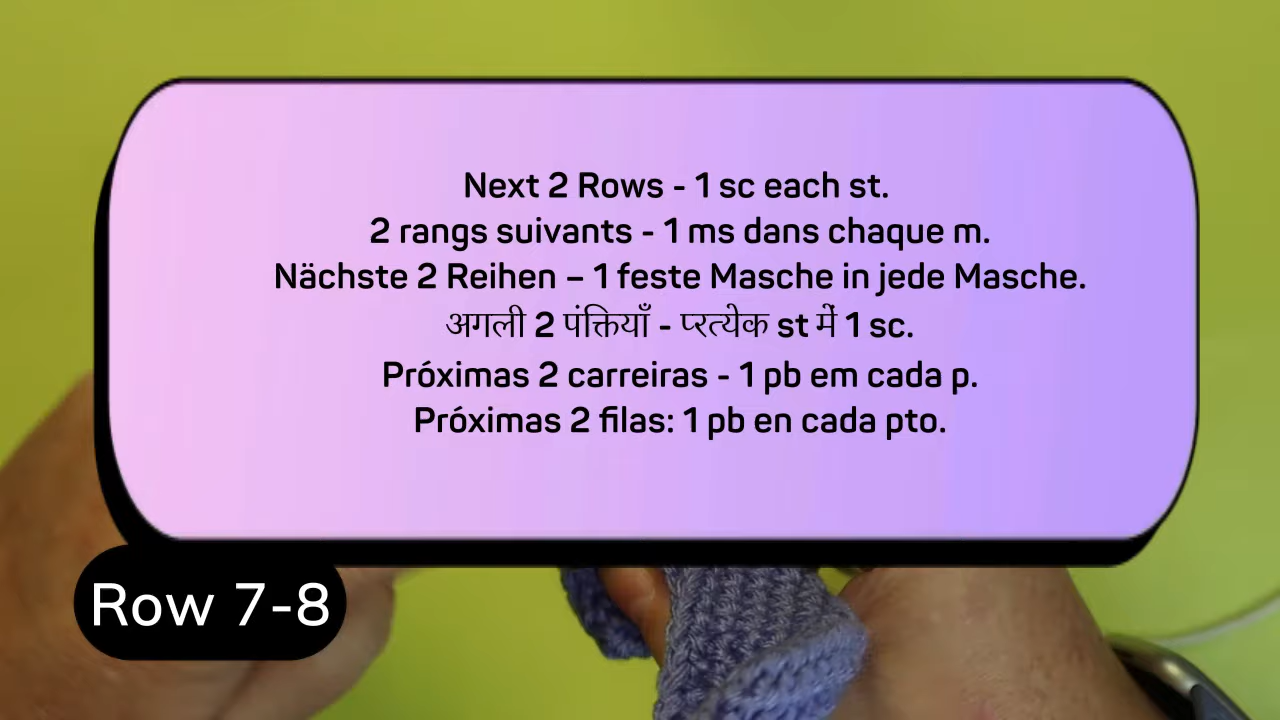 Next 2 Rows - 1 sc each st.
2 rangs suivants - 1 ms dans chaque m.
Nächste 2 Reihen – 1 feste Masche in jede Masche.
अगली 2 पंक्तियाँ - प्रत्येक st में 1 sc.
Próximas 2 carreiras - 1 pb em cada p.
Próximas 2 filas: 1 pb en cada pto.
Row 7-8